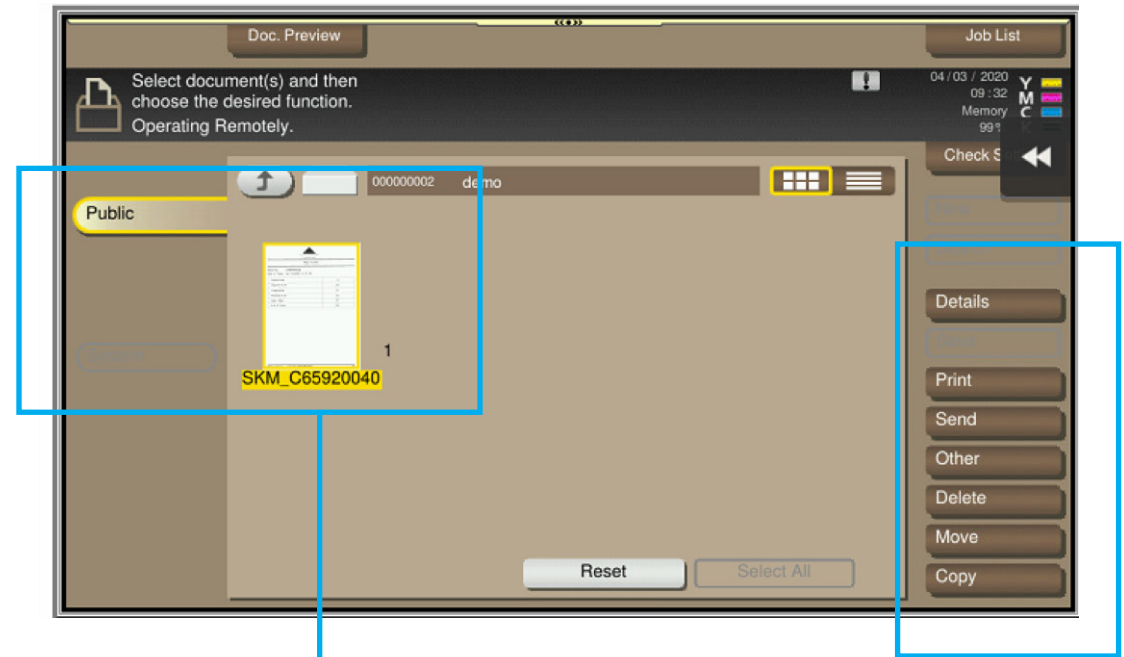 Doc. Preview
Job List
Select document(s) and then
choose the desired function.
Operating Remotely.
04/03 / 2020
09:32
Memory
Y
M
C
K
Check
000000002 demo
Public
Details
1
SKM_C65920040
Print
Send
Other
Delete
Move
Reset
Select All
Copy